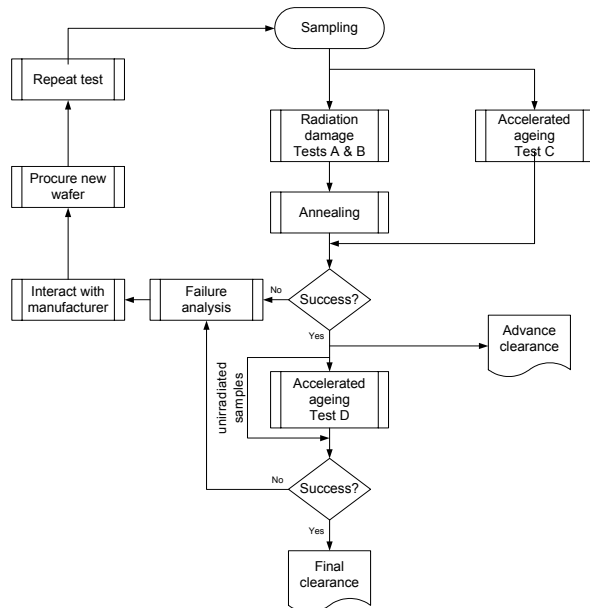 Sampling
Repeat test
Radiation
damage
Tests A & B
Accelerated
ageing
Test C
Procure new
wafer
Annealing
Interact with
manufacturer
Failure
analysis
No
Success?
Yes
Advance
clearance
unirradiated
samples
Accelerated
ageing
Test D
No
Success?
Yes
Final
clearance